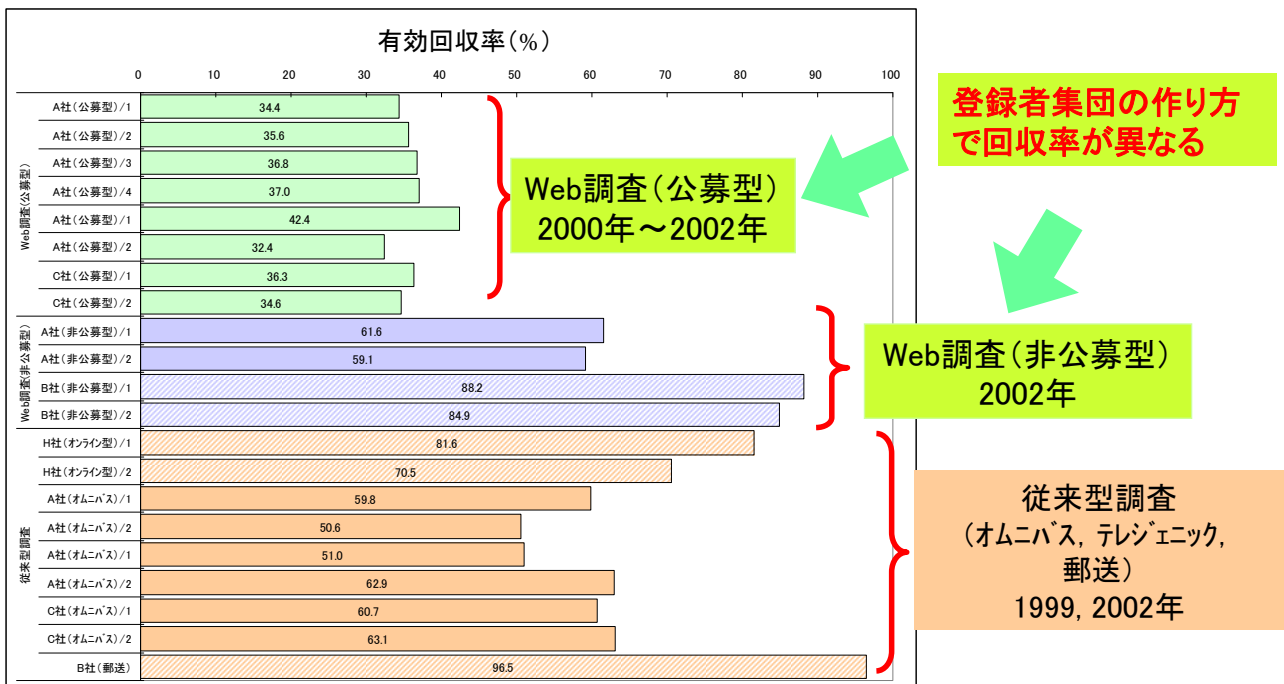 有効回収率(%)
0 10 20 30 40 50 60 70 80 90 100
Web調査(公募型)
A社(公募型)/1 34.4
A社(公募型)/2 35.6
A社(公募型)/3 36.8
A社(公募型)/4 37.0
A社(公募型)/1 42.4
A社(公募型)/2 32.4
C社(公募型)/1 36.3
C社(公募型)/2 34.6
Web調査(非公募型)
A社(非公募型)/1 61.6
A社(非公募型)/2 59.1
B社(非公募型)/1 88.2
B社(非公募型)/2 84.9
従来型調査
H社(オンライン型)/1 81.6
H社(オンライン型)/2 70.5
A社(オムニバス)/1 59.8
A社(オムニバス)/2 50.6
A社(オムニバス)/1 51.0
A社(オムニバス)/2 62.9
C社(オムニバス)/1 60.7
C社(オムニバス)/2 63.1
B社(郵送) 96.5
登録者集団の作り方
で回収率が異なる
Web調査(公募型)
2000年～2002年
Web調査(非公募型)
2002年
従来型調査
(オムニバス, テレジェニック,
郵送)
1999, 2002年